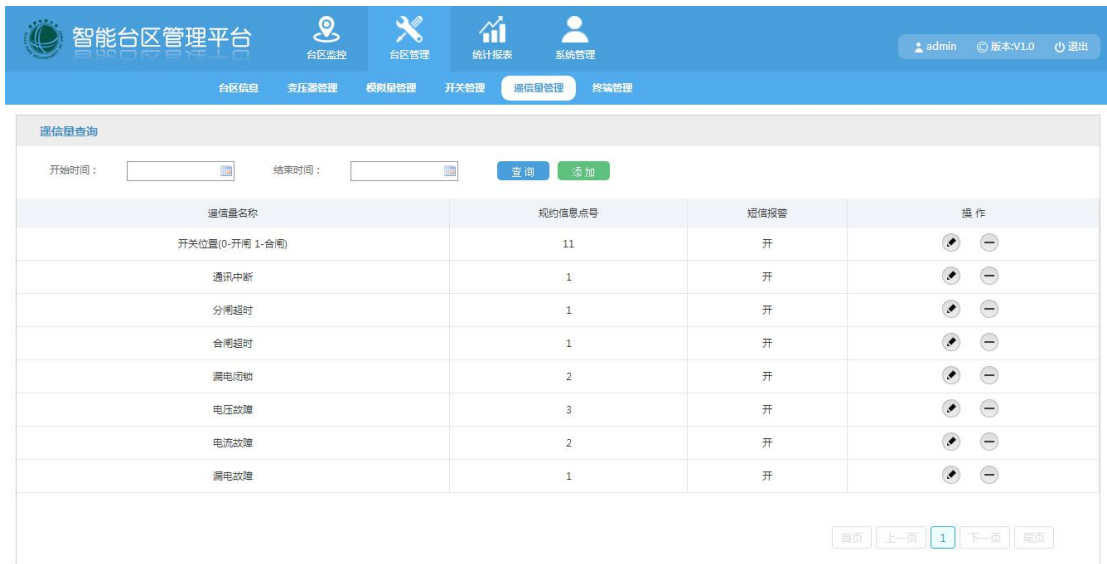 智能台区管理平台
台区监控 台区管理 统计报表 系统管理
admin ©版本:V1.0 退出
台区信息 变压器管理 模拟量管理 开关管理 遥信量管理 终端管理
遥信量查询
开始时间： 结束时间： 查询 添加
遥信量名称 规约信息点号 短信报警 操作
开关位置(0-开闸 1-合闸) 11 开
通讯中断 1 开
分闸超时 1 开
合闸超时 1 开
漏电闭锁 2 开
电压故障 3 开
电流故障 2 开
漏电故障 1 开
首页 上一页 1 下一页 尾页